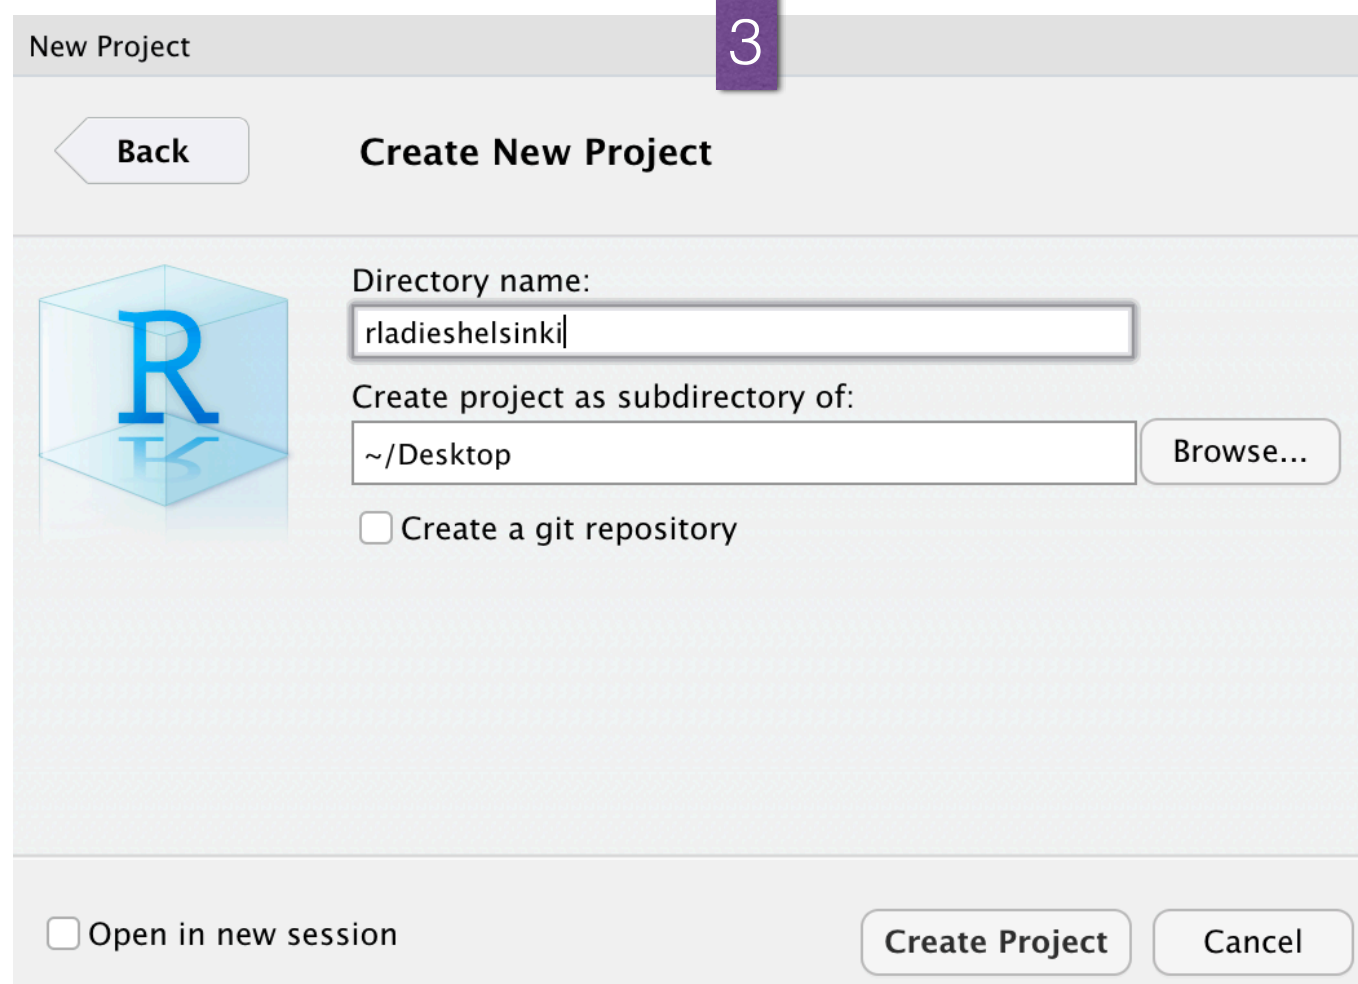 3
New Project
Back
Create New Project
R
Directory name:
rladieshelsinki
Create project as subdirectory of:
~/Desktop
Browse...
Create a git repository
Open in new session
Create Project
Cancel